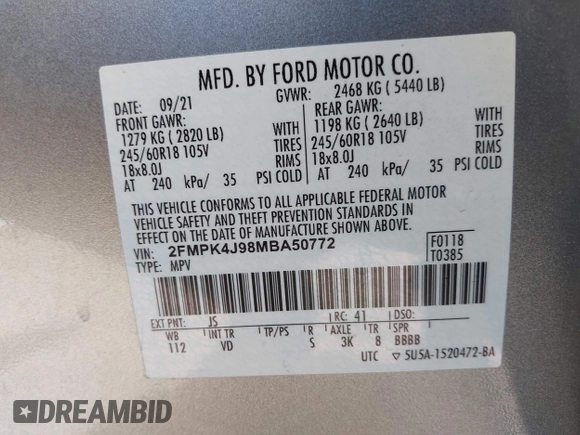 MFD. BY FORD MOTOR CO.
DATE: 09/21 GVWR: 2468 KG ( 5440 LB)
FRONT GAWR: REAR GAWR:
1279 KG ( 2820 LB) WITH 1198 KG ( 2640 LB) WITH
245/60R18 105V TIRES 245/60R18 105V TIRES
18x8.0J RIMS 18x8.0J RIMS
AT 240 kPa/ 35 PSI COLD AT 240 kPa/ 35 PSI COLD
THIS VEHICLE CONFORMS TO ALL APPLICABLE FEDERAL MOTOR
VEHICLE SAFETY AND THEFT PREVENTION STANDARDS IN
EFFECT ON THE DATE OF MANUFACTURE SHOWN ABOVE.
VIN: 2FMPK4J98MBA50772 F0118
TYPE: MPV T0385
EXT PNT: JS RC: 41 DSO:
WB INT TR TP/PS R AXLE TR SPR
112 VD S 3K 8 BBBB
UTC ▽ 5U5A-1520472-BA
DREAMBID